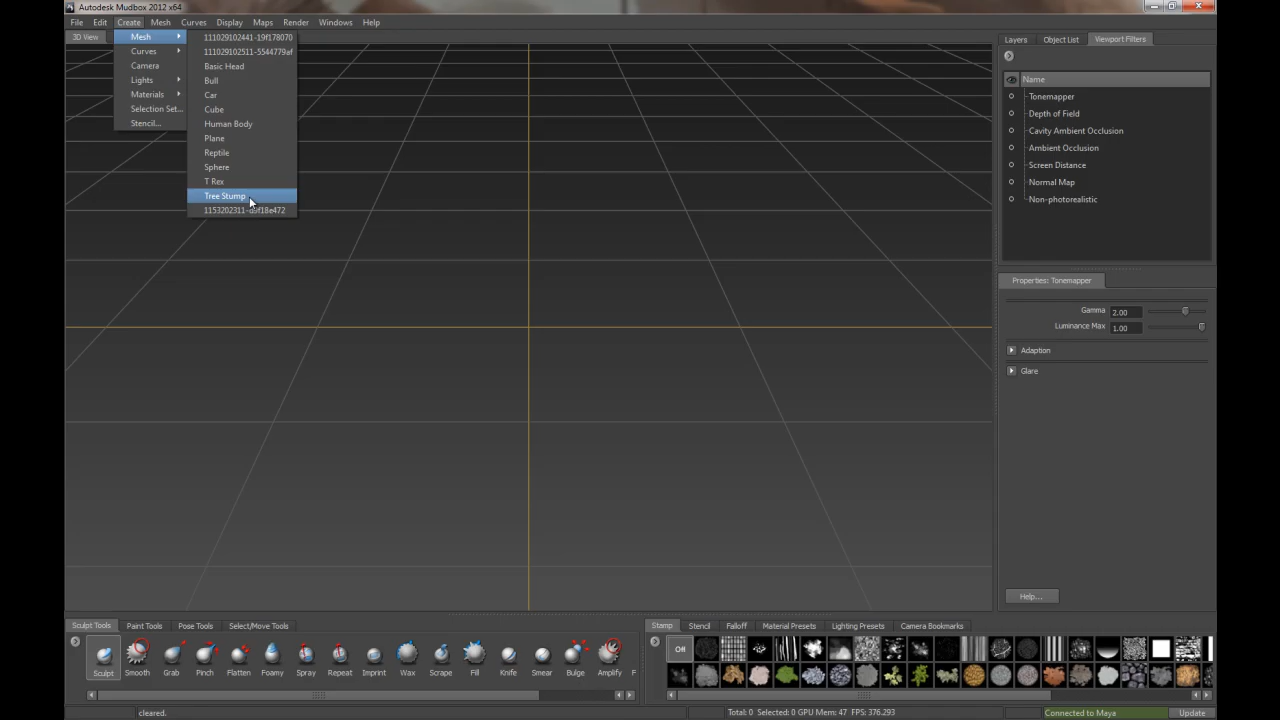 Autodesk Mudbox 2012 x64
File Edit Create Mesh Curves Display Maps Render Windows Help
3D View
Mesh
Curves
Camera
Lights
Materials
Selection Set...
Stencil...
111029102441-19f178070
111029102511-5544779af
Basic Head
Bull
Car
Cube
Human Body
Plane
Reptile
Sphere
T Rex
Tree Stump
Layers Object List Viewport Filters
Name
Tonemapper
Depth of Field
Cavity Ambient Occlusion
Ambient Occlusion
Screen Distance
Normal Map
Non-photorealistic
Properties: Tonemapper
Gamma 2.00
Luminance Max 1.00
Adaption
Glare
Help...
Sculpt Tools Paint Tools Pose Tools Select/Move Tools
Sculpt Smooth Grab Pinch Flatten Foamy Spray Repeat Imprint Wax Scrape Fill Knife Smear Bulge Amplify F
Stamp Stencil Falloff Material Presets Lighting Presets Camera Bookmarks
Off
cleared.
Total: 0 Selected: 0 GPU Mem: 47 FPS: 376.293
Connected to Maya
Update